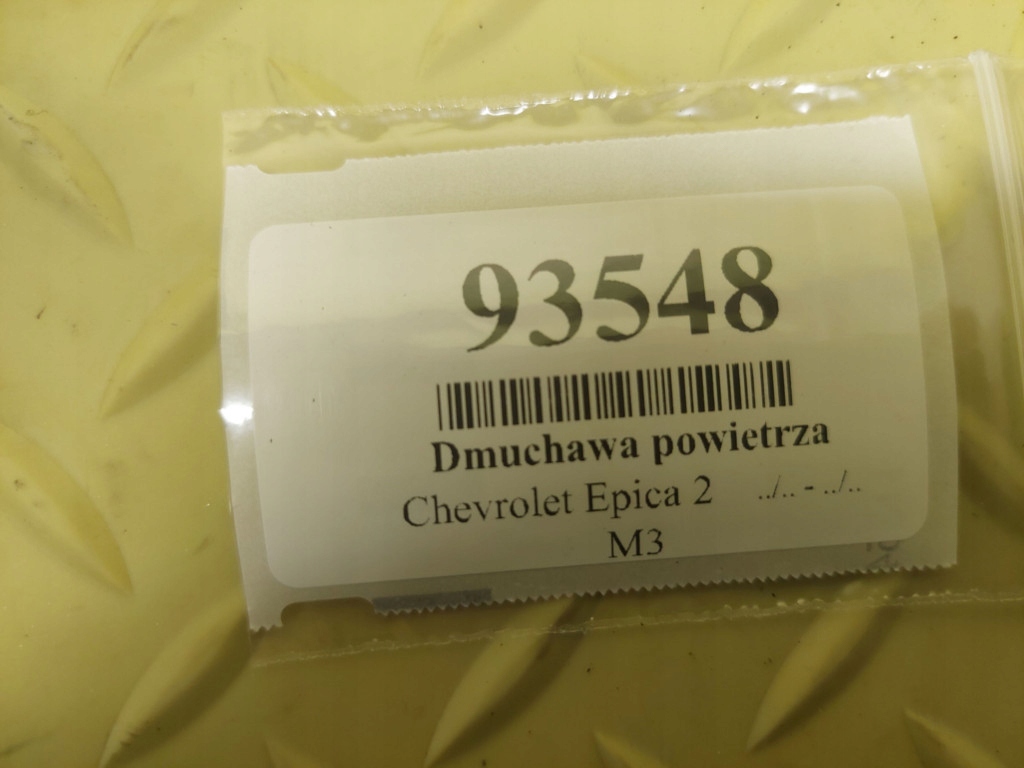 93548
Dmuchawa powietrza
Chevrolet Epica 2 ../.. - ../..
M3